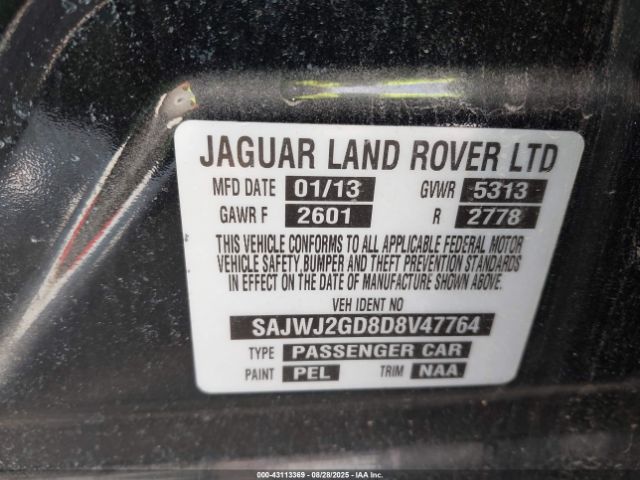 JAGUAR LAND ROVER LTD
MFD DATE 01/13 GVWR 5313
GAWR F 2601 R 2778
THIS VEHICLE CONFORMS TO ALL APPLICABLE FEDERAL MOTOR
VEHICLE SAFETY,BUMPER AND THEFT PREVENTION STANDARDS
IN EFFECT ON THE DATE OF MANUFACTURE SHOWN ABOVE.
VEH IDENT NO
SAJWJ2GD8D8V47764
TYPE PASSENGER CAR
PAINT PEL TRIM NAA
000-43113369 - 08/28/2025 - IAA Inc.